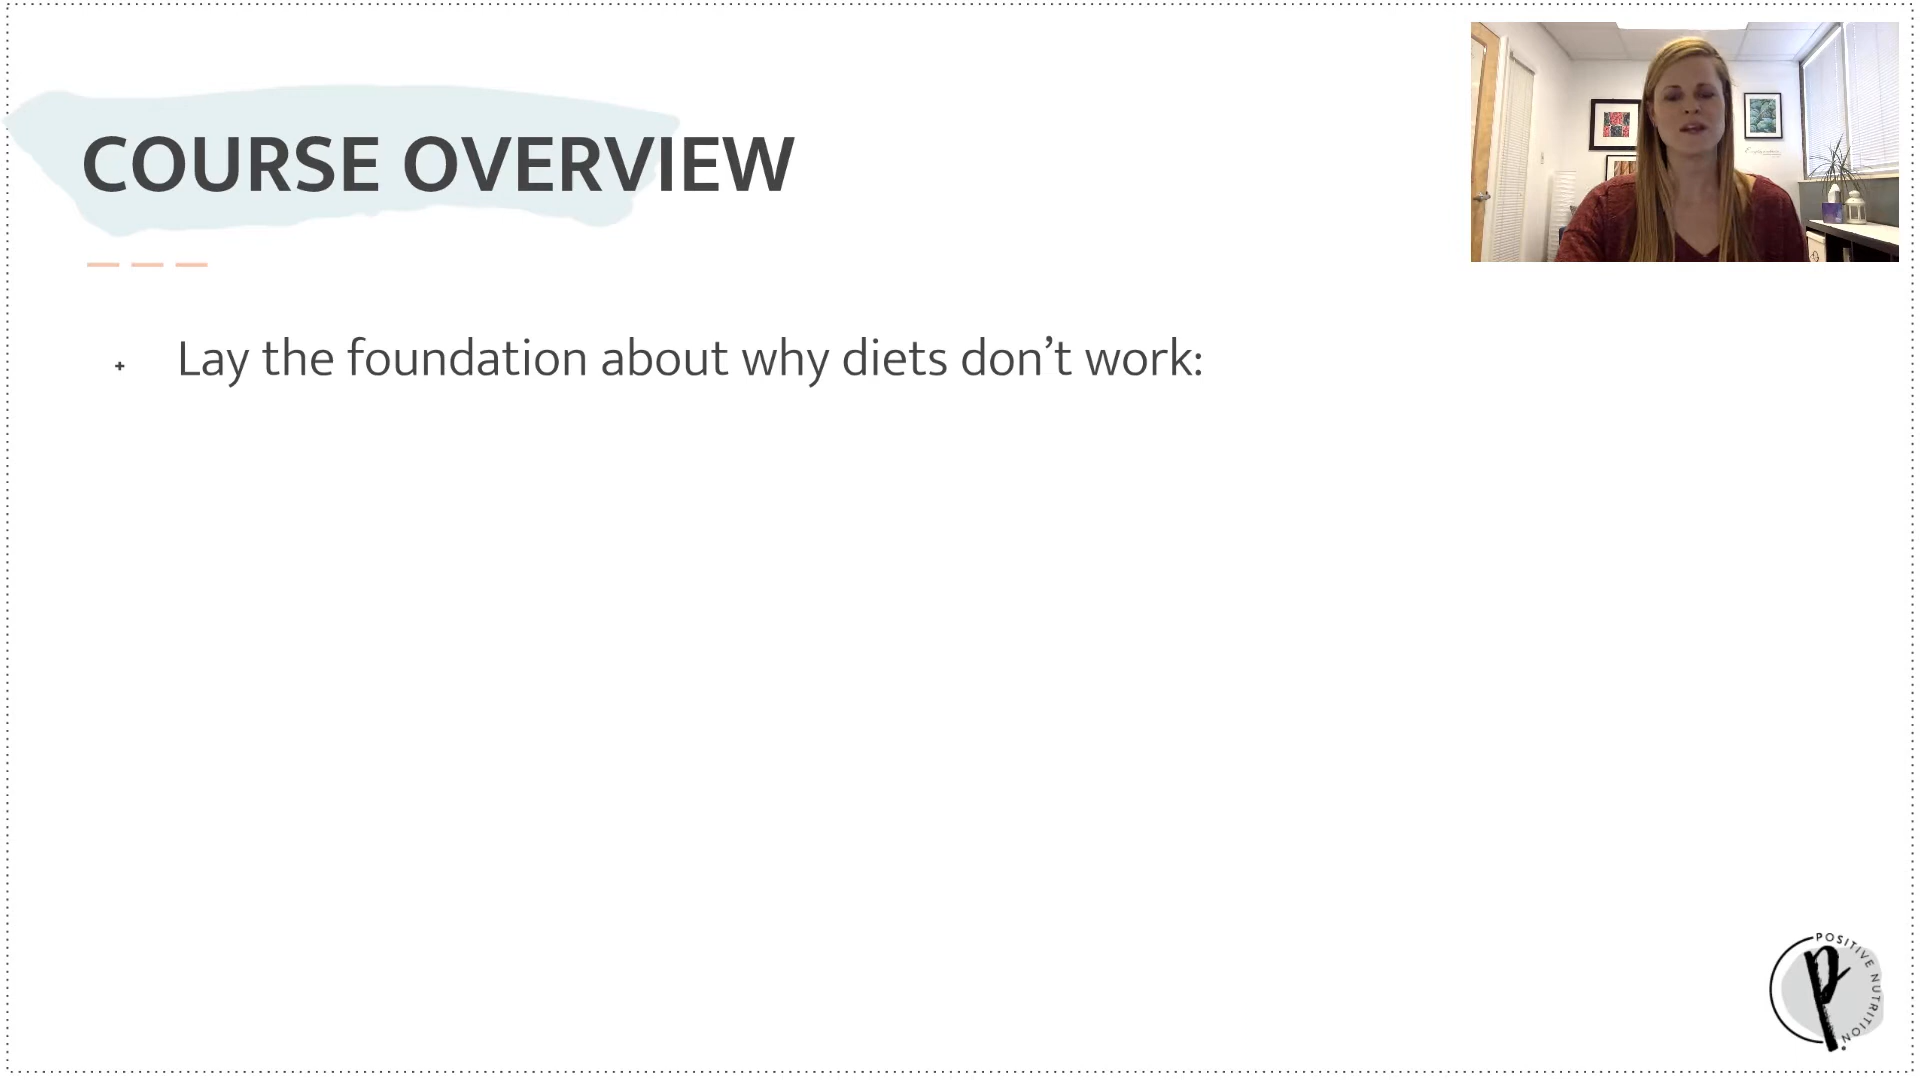 COURSE OVERVIEW
Lay the foundation about why diets don’t work:
POSITIVE NUTRITION